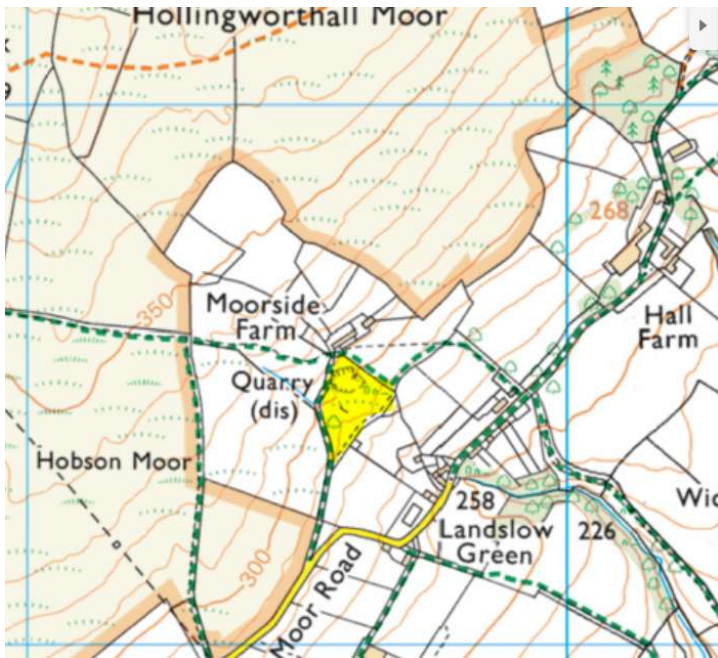 Hollingworthall Moor
268
350
Moorside
Farm
Hall
Farm
Quarry
(dis)
Hobson Moor
258
Landslow
Green
226
300
Moor Road